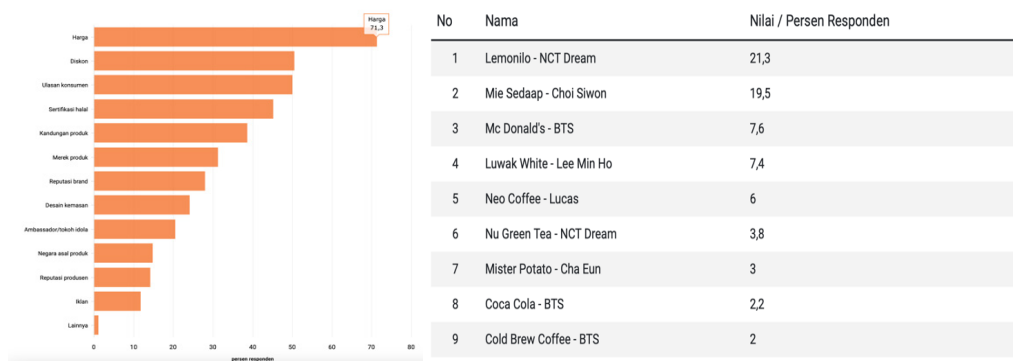 Harga
71,3
Harga
Diskon
Ulasan konsumen
Sertifikasi halal
Kandungan produk
Merek produk
Reputasi brand
Desain kemasan
Ambassador/tokoh idola
Negara asal produk
Reputasi produsen
Iklan
Lainnya
0 10 20 30 40 50 60 70 80
persen responden
No Nama Nilai / Persen Responden
1 Lemonilo - NCT Dream 21,3
2 Mie Sedaap - Choi Siwon 19,5
3 Mc Donald's - BTS 7,6
4 Luwak White - Lee Min Ho 7,4
5 Neo Coffee - Lucas 6
6 Nu Green Tea - NCT Dream 3,8
7 Mister Potato - Cha Eun 3
8 Coca Cola - BTS 2,2
9 Cold Brew Coffee - BTS 2